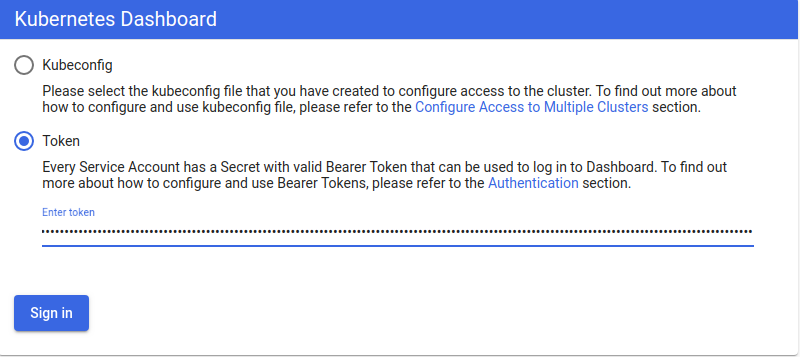 Kubernetes Dashboard
Kubeconfig
Please select the kubeconfig file that you have created to configure access to the cluster. To find out more about
how to configure and use kubeconfig file, please refer to the Configure Access to Multiple Clusters section.
Token
Every Service Account has a Secret with valid Bearer Token that can be used to log in to Dashboard. To find out
more about how to configure and use Bearer Tokens, please refer to the Authentication section.
Enter token
Sign in